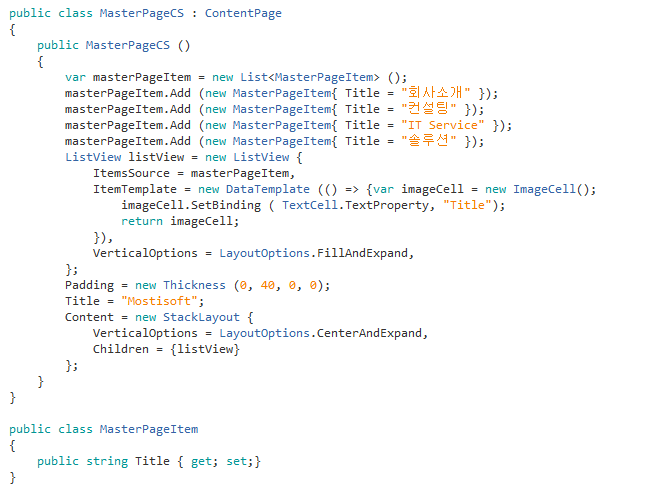 public class MasterPageCS : ContentPage
{
    public MasterPageCS ()
    {
        var masterPageItem = new List<MasterPageItem> ();
        masterPageItem.Add (new MasterPageItem{ Title = "회사소개" });
        masterPageItem.Add (new MasterPageItem{ Title = "컨설팅" });
        masterPageItem.Add (new MasterPageItem{ Title = "IT Service" });
        masterPageItem.Add (new MasterPageItem{ Title = "솔루션" });
        ListView listView = new ListView {
            ItemsSource = masterPageItem,
            ItemTemplate = new DataTemplate (() => {var imageCell = new ImageCell();
                imageCell.SetBinding ( TextCell.TextProperty, "Title");
                return imageCell;
            }),
            VerticalOptions = LayoutOptions.FillAndExpand,
        };
        Padding = new Thickness (0, 40, 0, 0);
        Title = "Mostisoft";
        Content = new StackLayout {
            VerticalOptions = LayoutOptions.CenterAndExpand,
            Children = {listView}
        };
    }
}

public class MasterPageItem
{
    public string Title { get; set;}
}